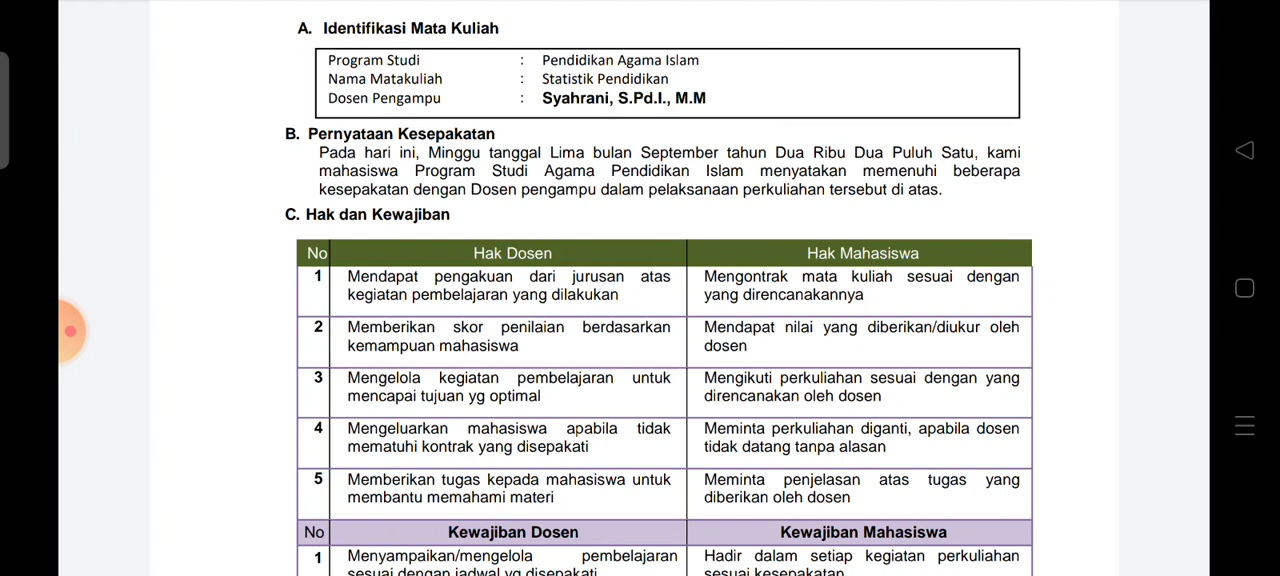 A. Identifikasi Mata Kuliah
Program Studi : Pendidikan Agama Islam
Nama Matakuliah : Statistik Pendidikan
Dosen Pengampu : Syahrani, S.Pd.I., M.M
B. Pernyataan Kesepakatan
Pada hari ini, Minggu tanggal Lima bulan September tahun Dua Ribu Dua Puluh Satu, kami
mahasiswa Program Studi Agama Pendidikan Islam menyatakan memenuhi beberapa
kesepakatan dengan Dosen pengampu dalam pelaksanaan perkuliahan tersebut di atas.
C. Hak dan Kewajiban
No Hak Dosen Hak Mahasiswa
1 Mendapat pengakuan dari jurusan atas Mengontrak mata kuliah sesuai dengan
kegiatan pembelajaran yang dilakukan yang direncanakannya
2 Memberikan skor penilaian berdasarkan Mendapat nilai yang diberikan/diukur oleh
kemampuan mahasiswa dosen
3 Mengelola kegiatan pembelajaran untuk Mengikuti perkuliahan sesuai dengan yang
mencapai tujuan yg optimal direncanakan oleh dosen
4 Mengeluarkan mahasiswa apabila tidak Meminta perkuliahan diganti, apabila dosen
mematuhi kontrak yang disepakati tidak datang tanpa alasan
5 Memberikan tugas kepada mahasiswa untuk Meminta penjelasan atas tugas yang
membantu memahami materi diberikan oleh dosen
No Kewajiban Dosen Kewajiban Mahasiswa
1 Menyampaikan/mengelola pembelajaran Hadir dalam setiap kegiatan perkuliahan
sesuai dengan jadwal yg disepakati sesuai kesepakatan